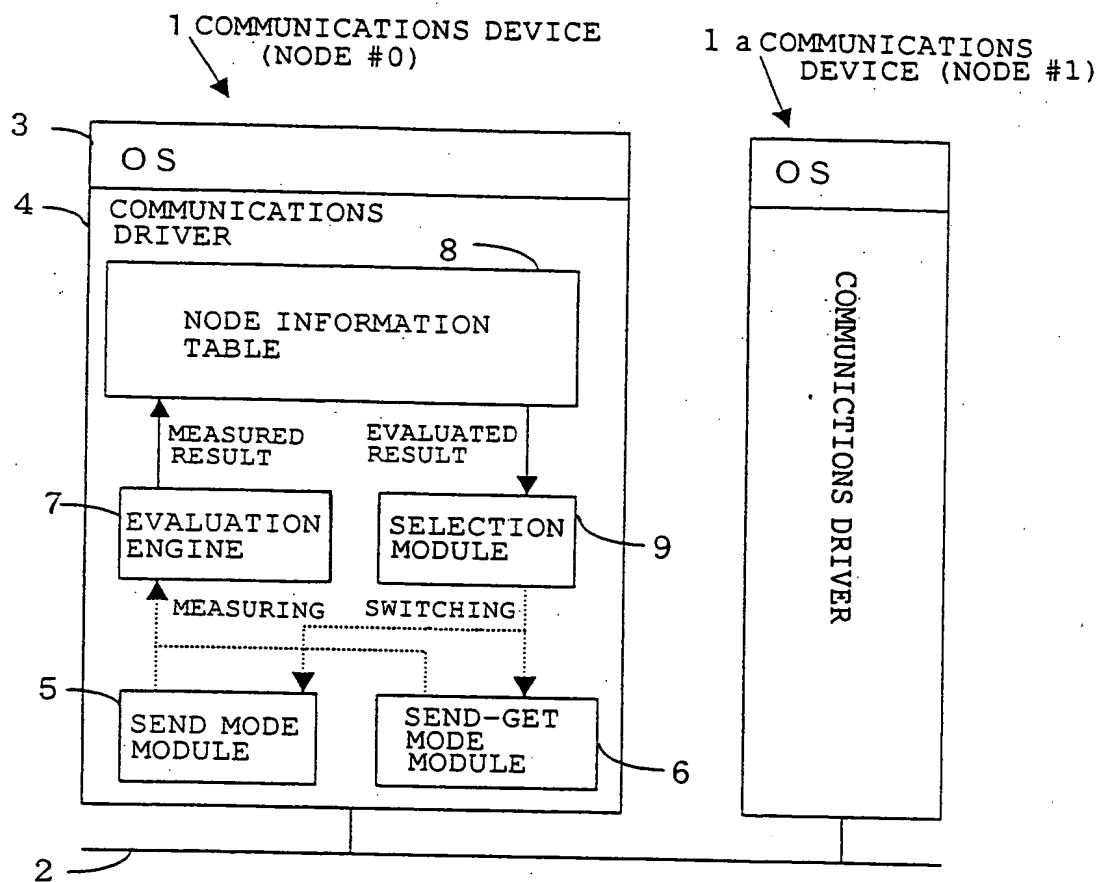 1 COMMUNICATIONS DEVICE
(NODE #0)
1 a COMMUNICATIONS
DEVICE (NODE #1)
3
OS
OS
4
COMMUNICATIONS
DRIVER
8
NODE INFORMATION
TABLE
MEASURED
RESULT
EVALUATED
RESULT
7
EVALUATION
ENGINE
SELECTION
MODULE
9
MEASURING
SWITCHING
5
SEND MODE
MODULE
SEND-GET
MODE
MODULE
6
COMMUNICTIONS DRIVER
2